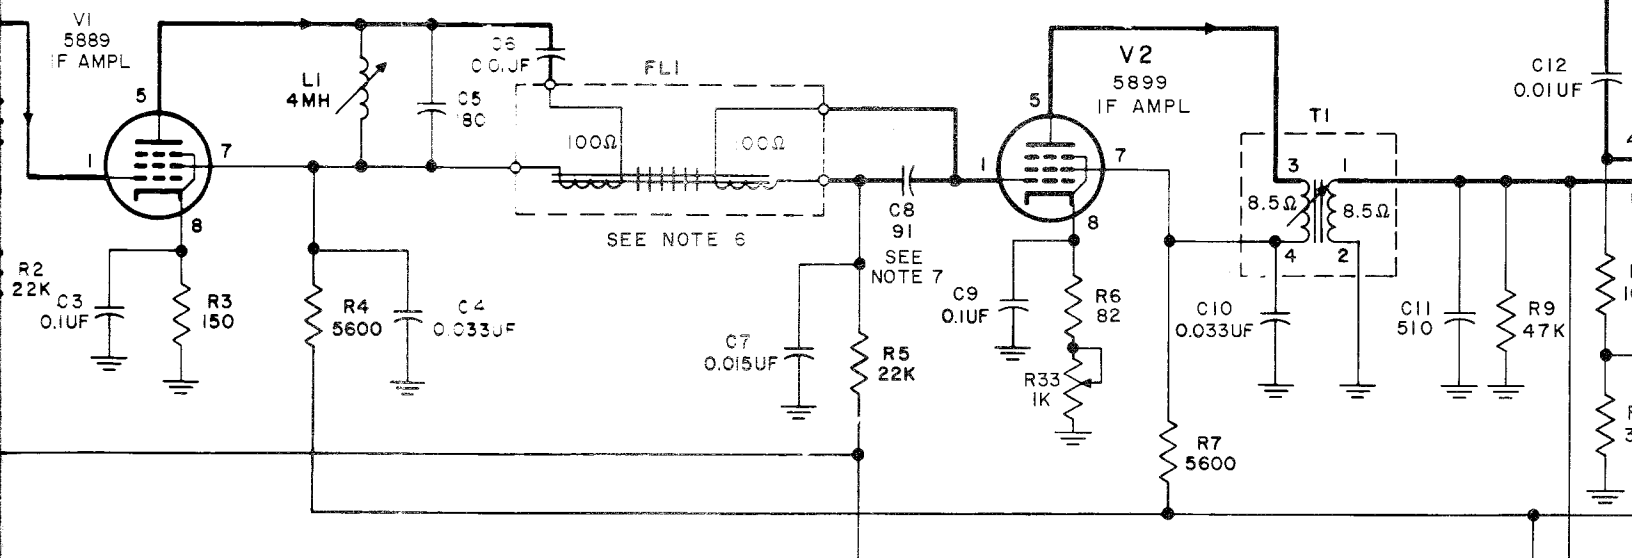 V1
5889
IF AMPL
5
1
7
8
L1
4MH
C5
180
C6
0.01UF
FL1
100Ω
100Ω
SEE NOTE 6
R2
22K
C3
0.1UF
R3
150
R4
5600
C4
0.033UF
C7
0.015UF
R5
22K
C8
91
SEE
NOTE 7
V2
5899
IF AMPL
5
1
7
8
C9
0.1UF
R6
82
R33
1K
R7
5600
T1
3
1
8.5Ω
8.5Ω
4
2
C10
0.033UF
C11
510
R9
47K
C12
0.01UF
4